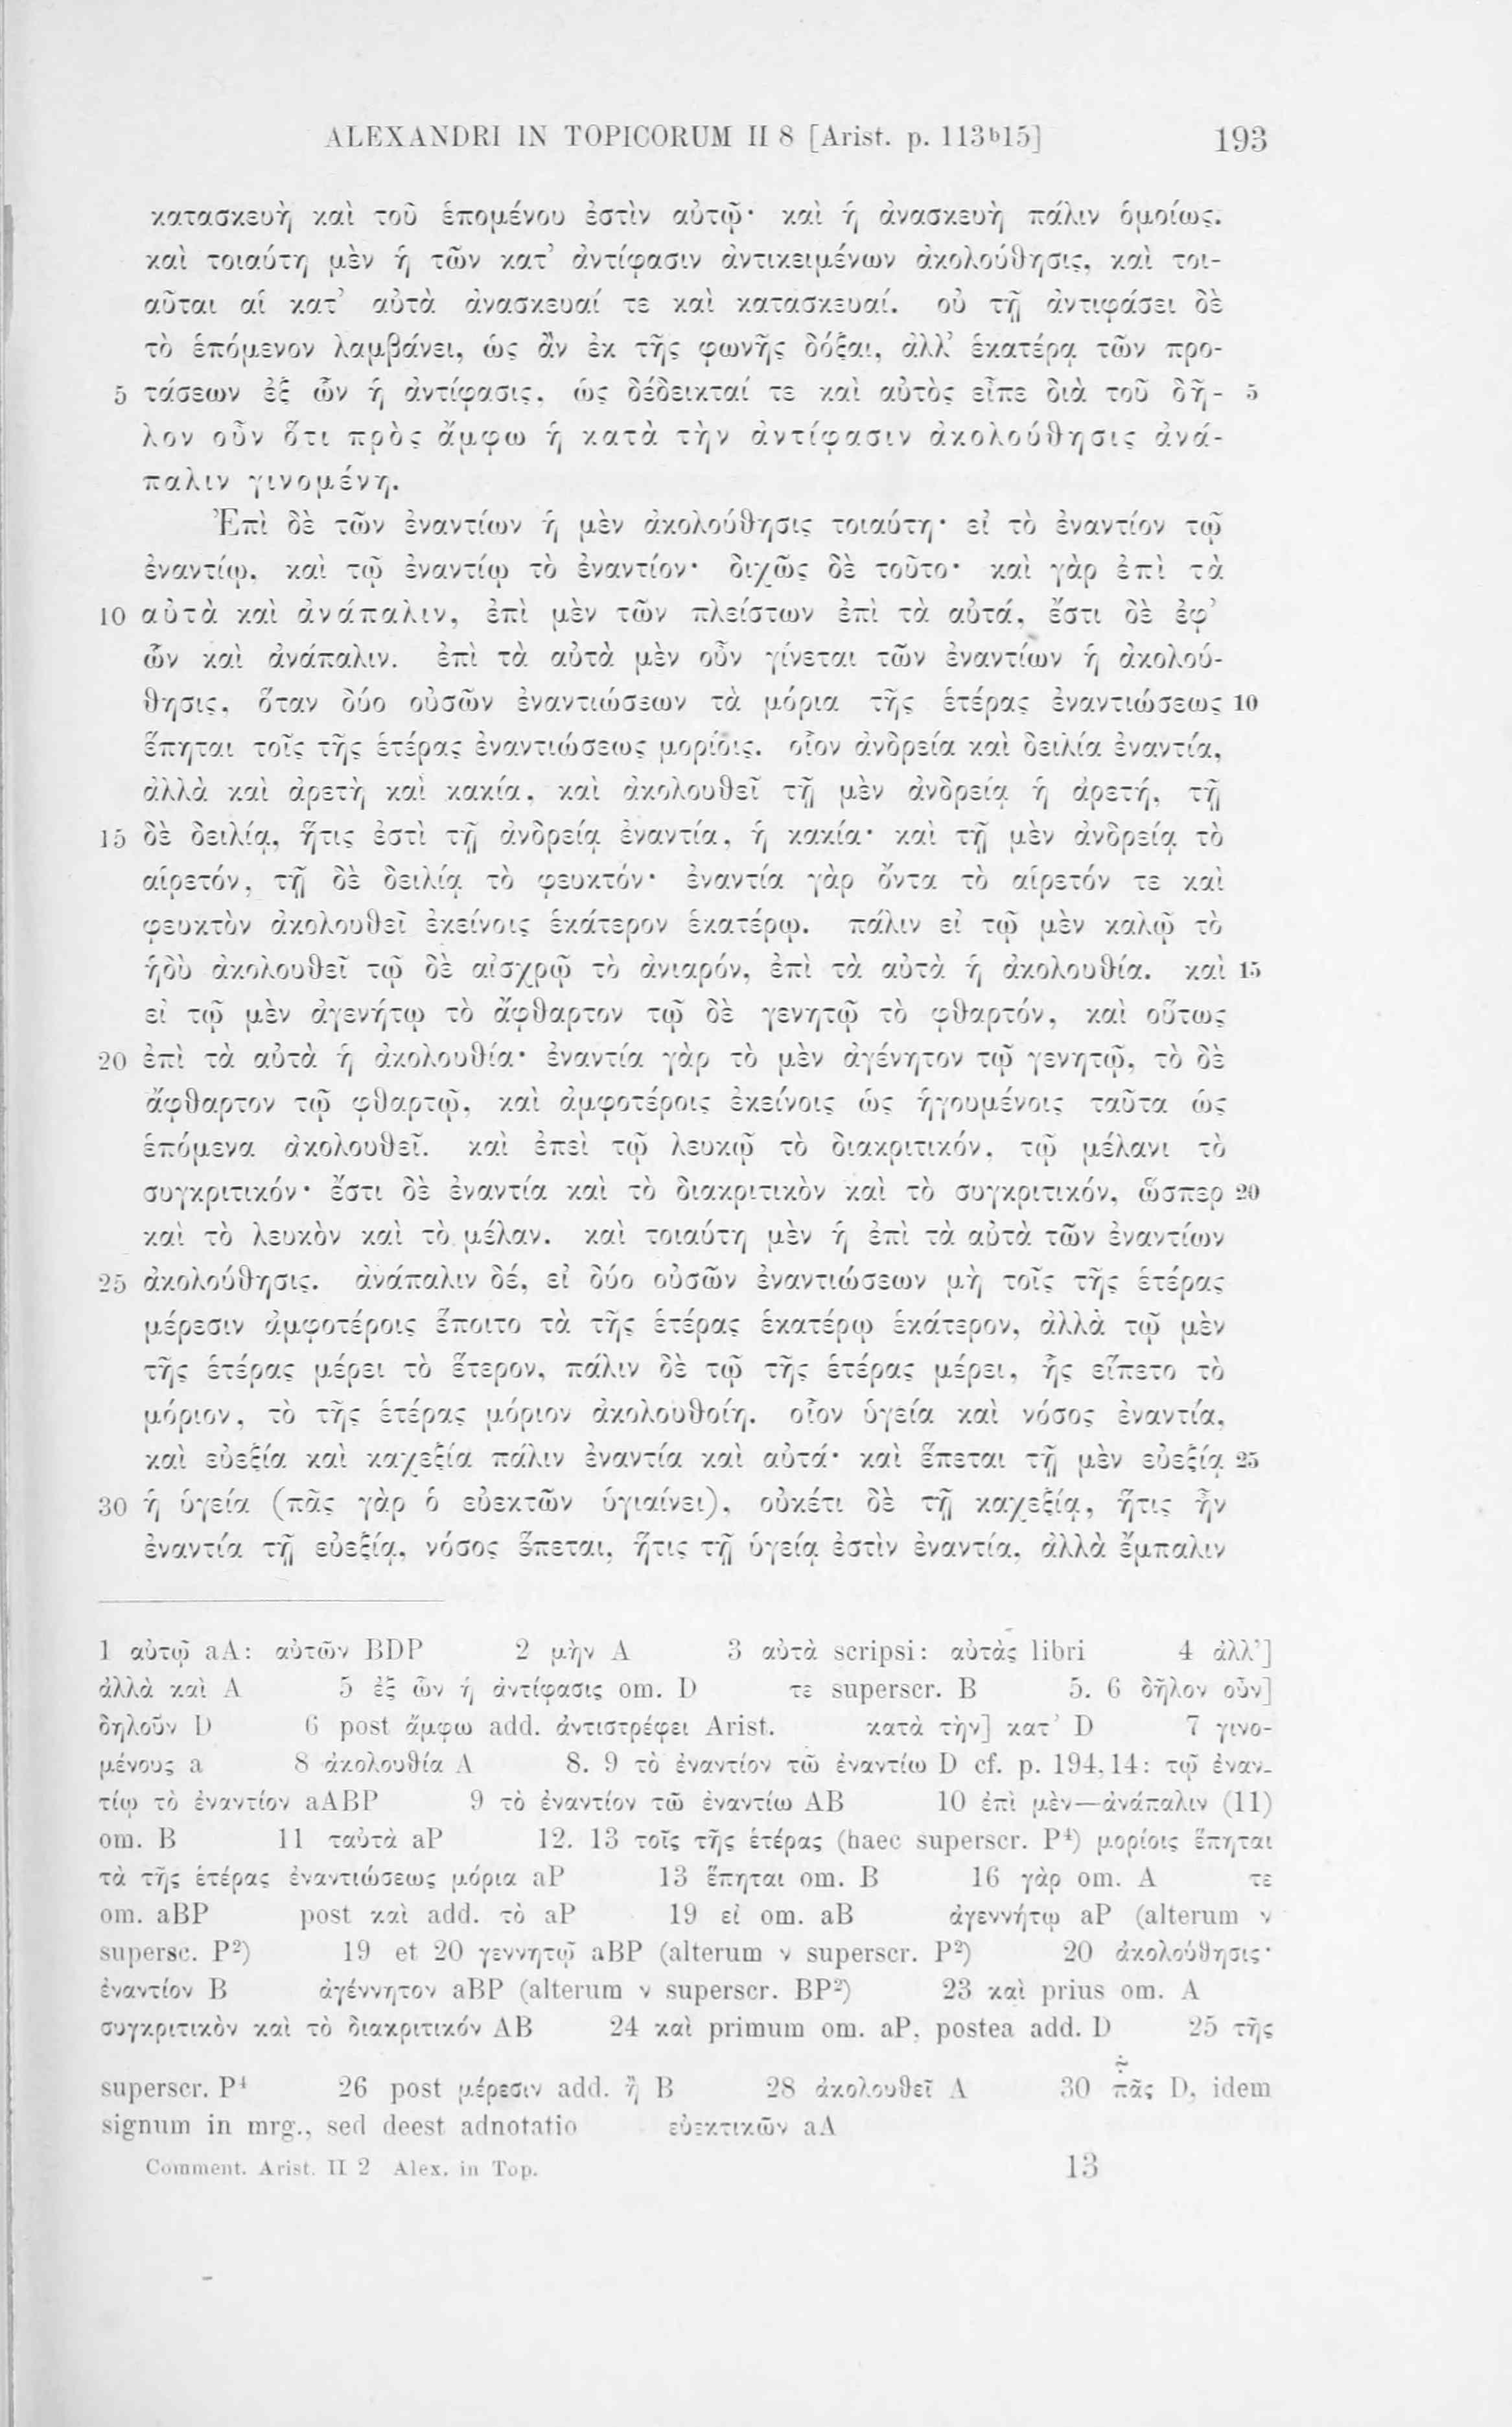 ALEXANDRI IN TOPICORUM II 8 [Arist. p. 113ᵇ15] 193
κατασκευὴ καὶ τοῦ ἑπομένου ἐστὶν αὐτῷ· καὶ ἡ ἀνασκευὴ πάλιν ὁμοίως.
καὶ τοιαύτη μὲν ἡ τῶν κατ’ ἀντίφασιν ἀντικειμένων ἀκολούθησις, καὶ τοι-
αῦται αἱ κατ’ αὐτὰ ἀνασκευαί τε καὶ κατασκευαί. οὐ τῇ ἀντιφάσει δὲ
τὸ ἑπόμενον λαμβάνει, ὡς ἂν ἐκ τῆς φωνῆς δόξαι, ἀλλ’ ἑκατέρᾳ τῶν προ-
5 τάσεων ἐξ ὧν ἡ ἀντίφασις, ὡς δέδεικταί τε καὶ αὐτὸς εἶπε διὰ τοῦ δῆ- 5
λον οὖν ὅτι πρὸς ἄμφω ἡ κατὰ τὴν ἀντίφασιν ἀκολούθησις ἀνά-
παλιν γινομένη.
Ἐπὶ δὲ τῶν ἐναντίων ἡ μὲν ἀκολούθησις τοιαύτη· εἰ τὸ ἐναντίον τῷ
ἐναντίῳ, καὶ τῷ ἐναντίῳ τὸ ἐναντίον· διχῶς δὲ τοῦτο· καὶ γὰρ ἐπὶ τὰ
10 αὐτὰ καὶ ἀνάπαλιν, ἐπὶ μὲν τῶν πλείστων ἐπὶ τὰ αὐτά, ἔστι δὲ ἐφ’
ὧν καὶ ἀνάπαλιν. ἐπὶ τὰ αὐτὰ μὲν οὖν γίνεται τῶν ἐναντίων ἡ ἀκολού-
θησις, ὅταν δύο οὐσῶν ἐναντιώσεων τὰ μόρια τῆς ἑτέρας ἐναντιώσεως 10
ἕπηται τοῖς τῆς ἑτέρας ἐναντιώσεως μορίοις. οἷον ἀνδρεία καὶ δειλία ἐναντία,
ἀλλὰ καὶ ἀρετὴ καὶ κακία, καὶ ἀκολουθεῖ τῇ μὲν ἀνδρείᾳ ἡ ἀρετή, τῇ
15 δὲ δειλίᾳ, ἥτις ἐστὶ τῇ ἀνδρείᾳ ἐναντία, ἡ κακία· καὶ τῇ μὲν ἀνδρείᾳ τὸ
αἱρετόν, τῇ δὲ δειλίᾳ τὸ φευκτόν· ἐναντία γὰρ ὄντα τὸ αἱρετόν τε καὶ
φευκτὸν ἀκολουθεῖ ἐκείνοις ἑκάτερον ἑκατέρῳ. πάλιν εἰ τῷ μὲν καλῷ τὸ
ἡδὺ ἀκολουθεῖ τῷ δὲ αἰσχρῷ τὸ ἀνιαρόν, ἐπὶ τὰ αὐτὰ ἡ ἀκολουθία. καὶ 15
εἰ τῷ μὲν ἀγενήτῳ τὸ ἄφθαρτον τῷ δὲ γενητῷ τὸ φθαρτόν, καὶ οὕτως
20 ἐπὶ τὰ αὐτὰ ἡ ἀκολουθία· ἐναντία γὰρ τὸ μὲν ἀγένητον τῷ γενητῷ, τὸ δὲ
ἄφθαρτον τῷ φθαρτῷ, καὶ ἀμφοτέροις ἐκείνοις ὡς ἡγουμένοις ταῦτα ὡς
ἑπόμενα ἀκολουθεῖ. καὶ ἐπεὶ τῷ λευκῷ τὸ διακριτικόν, τῷ μέλανι τὸ
συγκριτικόν· ἔστι δὲ ἐναντία καὶ τὸ διακριτικὸν καὶ τὸ συγκριτικόν, ὥσπερ 20
καὶ τὸ λευκὸν καὶ τὸ μέλαν. καὶ τοιαύτη μὲν ἡ ἐπὶ τὰ αὐτὰ τῶν ἐναντίων
25 ἀκολούθησις. ἀνάπαλιν δέ, εἰ δύο οὐσῶν ἐναντιώσεων μὴ τοῖς τῆς ἑτέρας
μέρεσιν ἀμφοτέροις ἕποιτο τὰ τῆς ἑτέρας ἑκατέρῳ ἑκάτερον, ἀλλὰ τῷ μὲν
τῆς ἑτέρας μέρει τὸ ἕτερον, πάλιν δὲ τῷ τῆς ἑτέρας μέρει, ἧς εἵπετο τὸ
μόριον, τὸ τῆς ἑτέρας μόριον ἀκολουθοίη. οἷον ὑγεία καὶ νόσος ἐναντία,
καὶ εὐεξία καὶ καχεξία πάλιν ἐναντία καὶ αὐτά· καὶ ἕπεται τῇ μὲν εὐεξίᾳ 25
30 ἡ ὑγεία (πᾶς γὰρ ὁ εὐεκτῶν ὑγιαίνει), οὐκέτι δὲ τῇ καχεξίᾳ, ἥτις ἦν
ἐναντία τῇ εὐεξίᾳ, νόσος ἕπεται, ἥτις τῇ ὑγείᾳ ἐστὶν ἐναντία, ἀλλὰ ἔμπαλιν
1 αὐτῷ aA: αὐτῶν BDP 2 μὴν A 3 αὐτὰ scripsi: αὐτὰς libri 4 ἀλλ’]
ἀλλὰ καὶ A 5 ἐξ ὧν ἡ ἀντίφασις om. D τε superscr. B 5. 6 δῆλον οὖν]
δηλοῦν D 6 post ἄμφω add. ἀντιστρέφει Arist. κατὰ τὴν] κατ’ D 7 γινο-
μένους a 8 ἀκολουθία A 8. 9 τὸ ἐναντίον τῶ ἐναντίω D cf. p. 194,14: τῷ ἐναν-
τίῳ τὸ ἐναντίον aABP 9 τὸ ἐναντίον τῶ ἐναντίω AB 10 ἐπὶ μὲν—ἀνάπαλιν (11)
om. B 11 ταὐτὰ aP 12. 13 τοῖς τῆς ἑτέρας (haec superscr. P⁴) μορίοις ἕπηται
τὰ τῆς ἑτέρας ἐναντιώσεως μόρια aP 13 ἕπηται om. B 16 γὰρ om. A τε
om. aBP post καὶ add. τὸ aP 19 εἰ om. aB ἀγεννήτῳ aP (alterum ν
supersc. P²) 19 et 20 γεννητῷ aBP (alterum ν superscr. P²) 20 ἀκολούθησις·
ἐναντίον B ἀγέννητον aBP (alterum ν superscr. BP²) 23 καὶ prius om. A
συγκριτικὸν καὶ τὸ διακριτικόν AB 24 καὶ primum om. aP, postea add. D 25 τῆς
superscr. P⁴ 26 post μέρεσιν add. ἢ B 28 ἀκολουθεῖ A 30 πᾶς D, idem
signum in mrg., sed deest adnotatio εὐεκτικῶν aA
Comment. Arist. II 2 Alex. in Top. 13